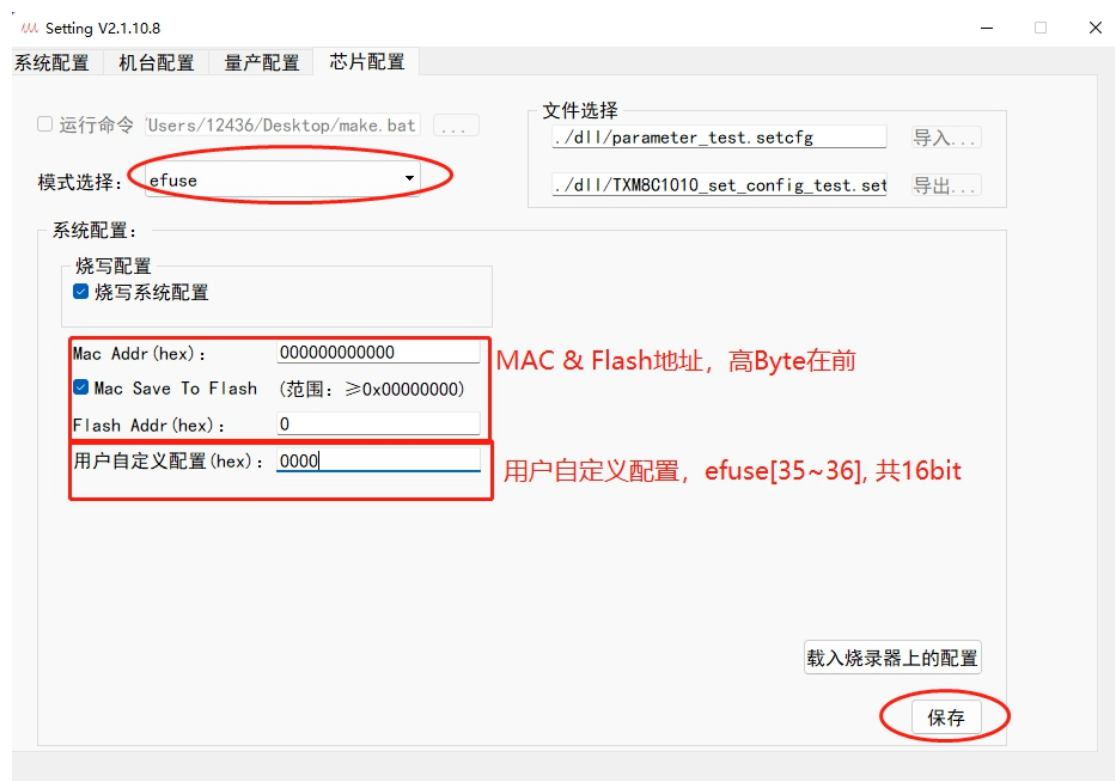 Setting V2.1.10.8
系统配置 机台配置 量产配置 芯片配置
运行命令 'Users/12436/Desktop/make.bat ...
模式选择: efuse
文件选择
./dll/parameter_test.setcfg 导入...
./dll/TXM8C1010_set_config_test.set 导出...
系统配置:
烧写配置
烧写系统配置
Mac Addr(hex): 000000000000
MAC & Flash地址，高Byte在前
Mac Save To Flash (范围: ≥0x00000000)
Flash Addr(hex): 0
用户自定义配置(hex): 0000
用户自定义配置，efuse[35~36], 共16bit
载入烧录器上的配置
保存